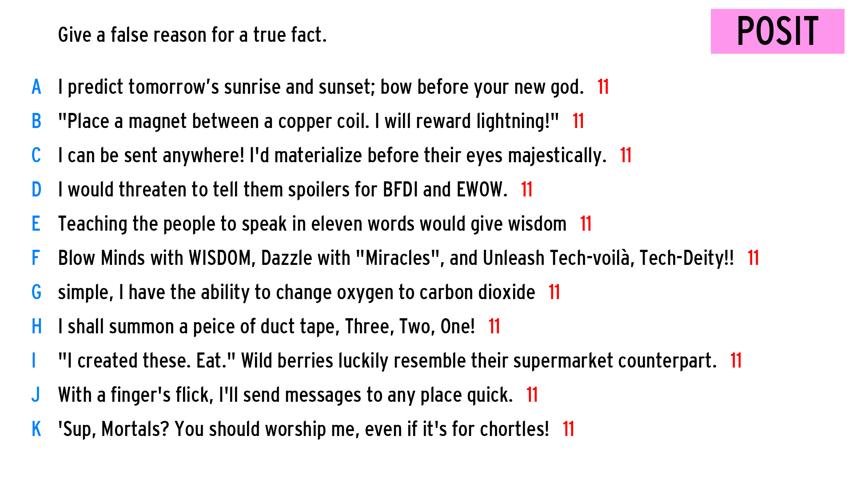 Give a false reason for a true fact.
POSIT
A I predict tomorrow's sunrise and sunset; bow before your new god. 11
B "Place a magnet between a copper coil. I will reward lightning!" 11
C I can be sent anywhere! I'd materialize before their eyes majestically. 11
D I would threaten to tell them spoilers for BFDI and EWOW. 11
E Teaching the people to speak in eleven words would give wisdom 11
F Blow Minds with WISDOM, Dazzle with "Miracles", and Unleash Tech-voilà, Tech-Deity!! 11
G simple, I have the ability to change oxygen to carbon dioxide 11
H I shall summon a peice of duct tape, Three, Two, One! 11
I "I created these. Eat." Wild berries luckily resemble their supermarket counterpart. 11
J With a finger's flick, I'll send messages to any place quick. 11
K 'Sup, Mortals? You should worship me, even if it's for chortles! 11